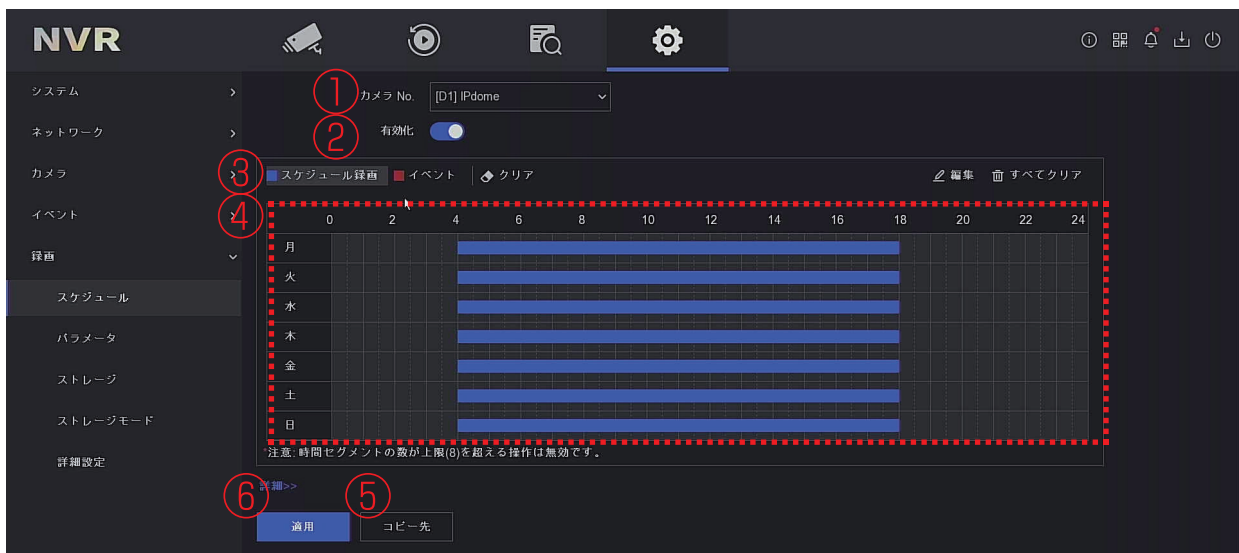 NVR
システム
ネットワーク
カメラ
イベント
録画
スケジュール
パラメータ
ストレージ
ストレージモード
詳細設定
① カメラ No. [D1] IPdome
② 有効化
③ スケジュール録画 イベント クリア 編集 すべてクリア
④
0 2 4 6 8 10 12 14 16 18 20 22 24
月
火
水
木
金
土
日
*注意: 時間セグメントの数が上限(8)を超える操作は無効です。
詳細>>
⑥ ⑤
適用 コピー先